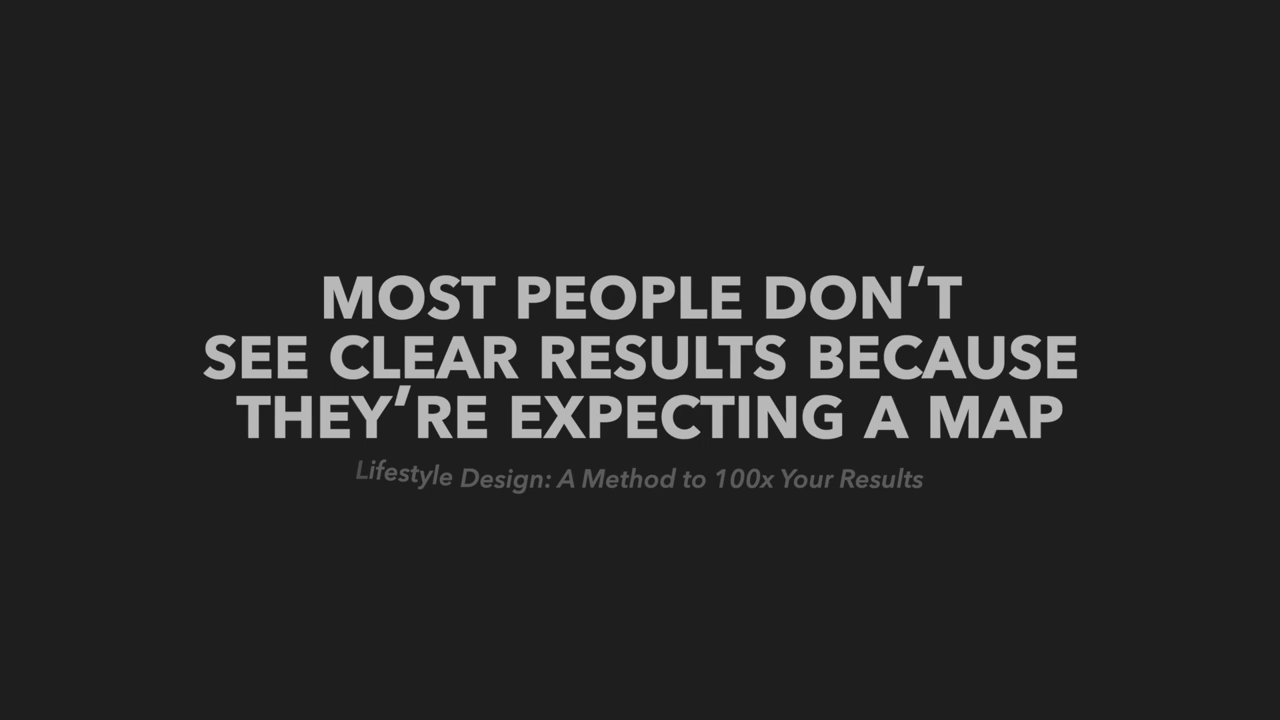 MOST PEOPLE DON’T
SEE CLEAR RESULTS BECAUSE
THEY’RE EXPECTING A MAP
Lifestyle Design: A Method to 100x Your Results